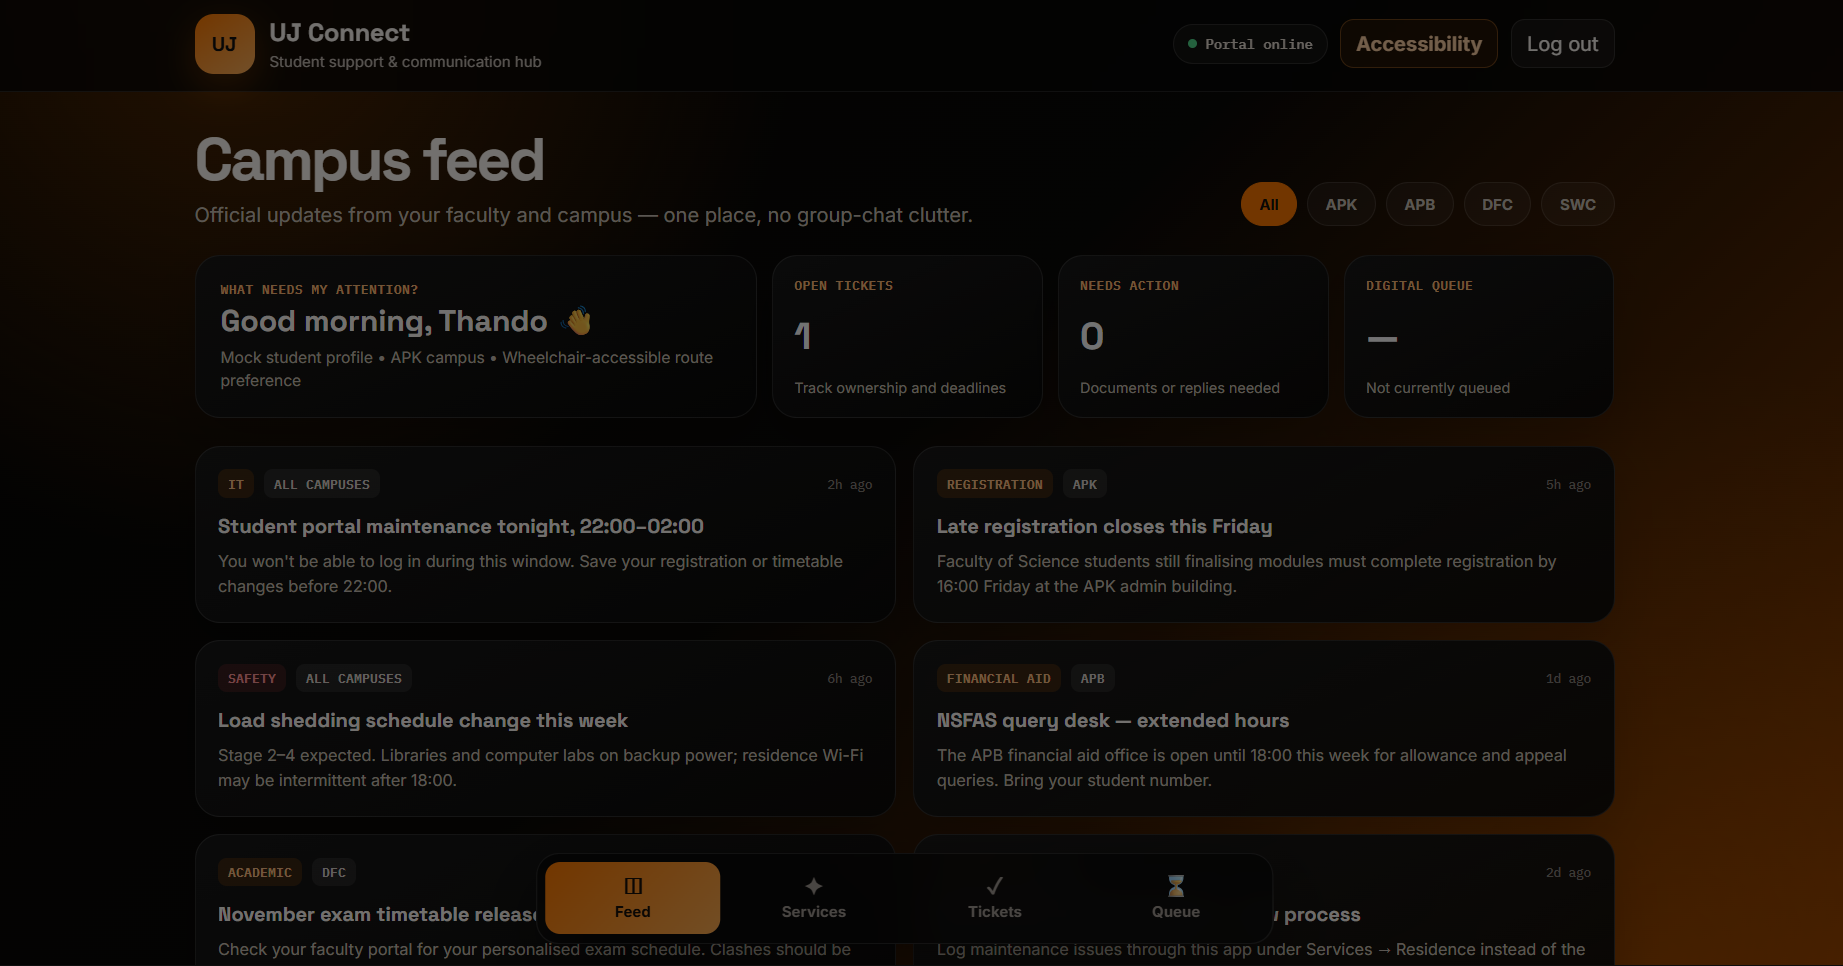 UJ
UJ Connect
Student support & communication hub
Portal online
Accessibility
Log out
Campus feed
Official updates from your faculty and campus — one place, no group-chat clutter.
All
APK
APB
DFC
SWC
WHAT NEEDS MY ATTENTION?
Good morning, Thando 👋
Mock student profile • APK campus • Wheelchair-accessible route
preference
OPEN TICKETS
1
Track ownership and deadlines
NEEDS ACTION
0
Documents or replies needed
DIGITAL QUEUE
—
Not currently queued
IT
ALL CAMPUSES
2h ago
Student portal maintenance tonight, 22:00–02:00
You won't be able to log in during this window. Save your registration or timetable
changes before 22:00.
REGISTRATION
APK
5h ago
Late registration closes this Friday
Faculty of Science students still finalising modules must complete registration by
16:00 Friday at the APK admin building.
SAFETY
ALL CAMPUSES
6h ago
Load shedding schedule change this week
Stage 2–4 expected. Libraries and computer labs on backup power; residence Wi-Fi
may be intermittent after 18:00.
FINANCIAL AID
APB
1d ago
NSFAS query desk — extended hours
The APB financial aid office is open until 18:00 this week for allowance and appeal
queries. Bring your student number.
ACADEMIC
DFC
November exam timetable
Check your faculty portal for your personalised exam schedule. Clashes should be
2d ago
process
Log maintenance issues through this app under Services → Residence instead of the
Feed
Services
Tickets
Queue